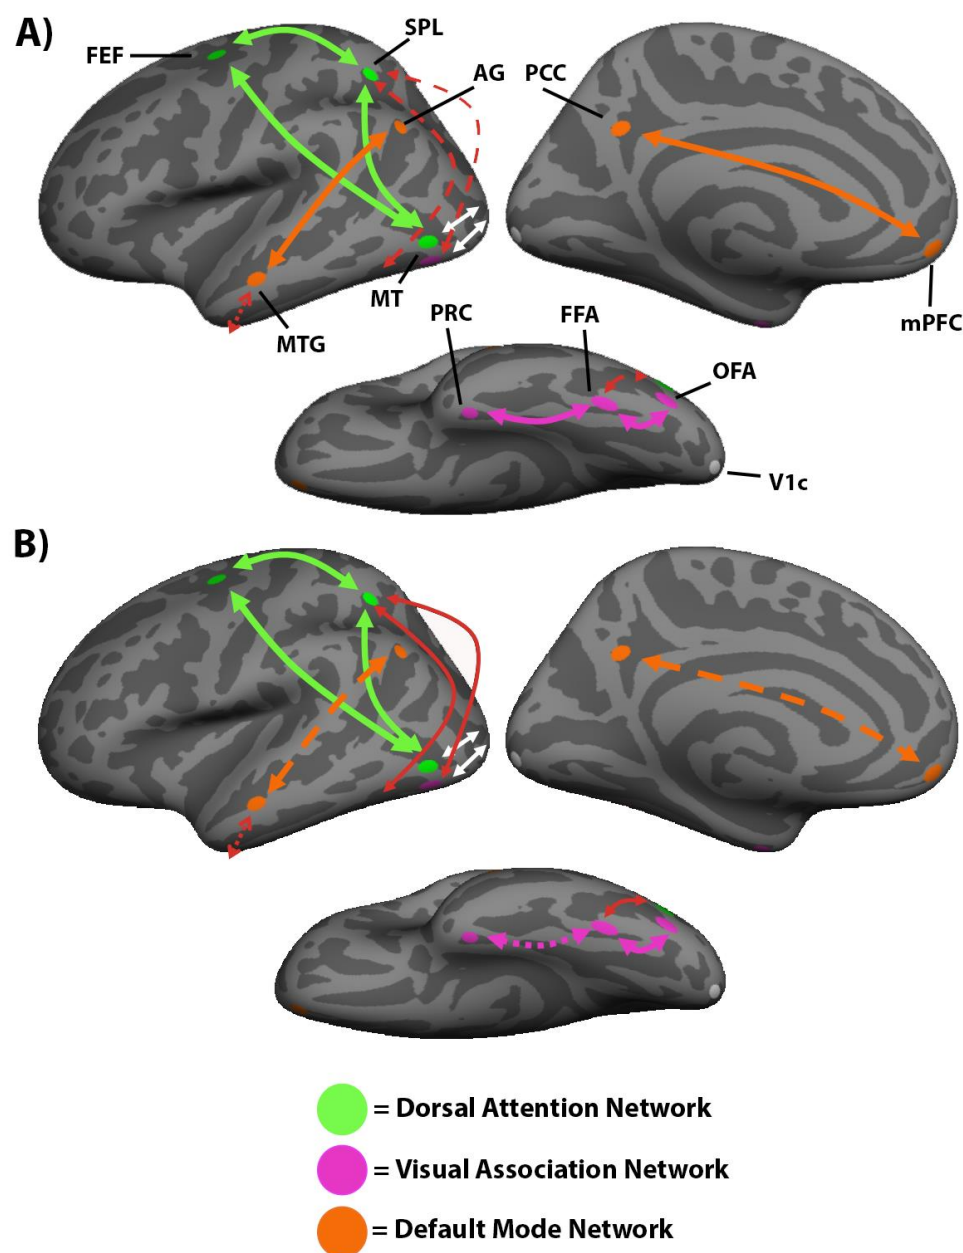 A)
FEF
SPL
AG
PCC
MT
MTG
mPFC
PRC
FFA
OFA
V1c
B)
= Dorsal Attention Network
= Visual Association Network
= Default Mode Network